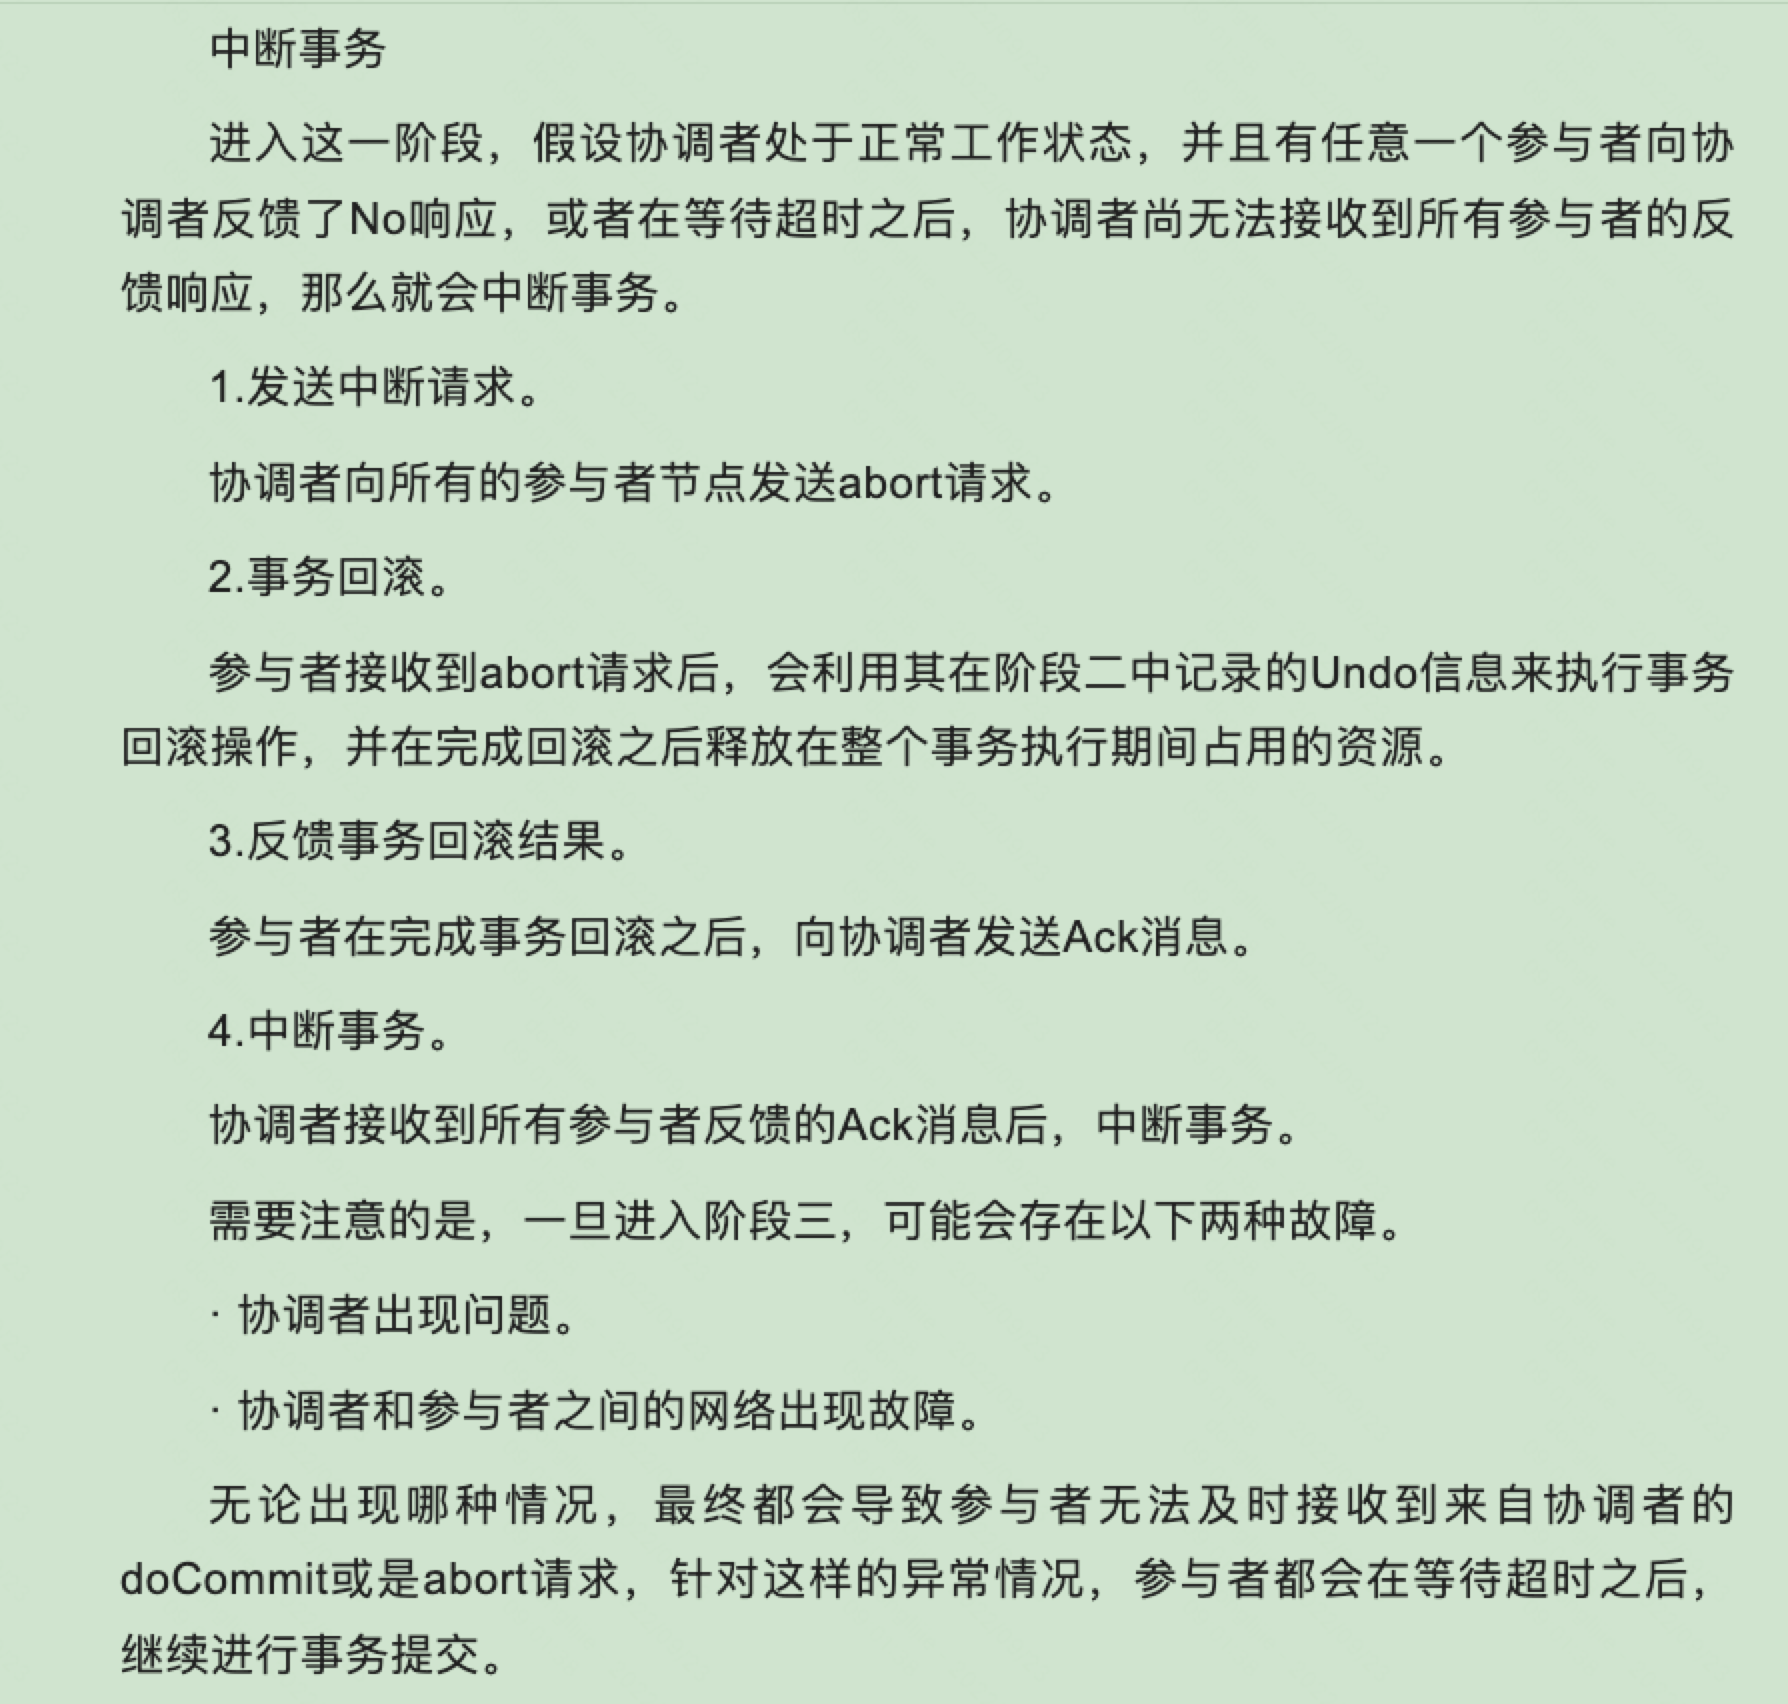 中断事务
进入这一阶段，假设协调者处于正常工作状态，并且有任意一个参与者向协
调者反馈了No响应，或者在等待超时之后，协调者尚无法接收到所有参与者的反
馈响应，那么就会中断事务。
1.发送中断请求。
协调者向所有的参与者节点发送abort请求。
2.事务回滚。
参与者接收到abort请求后，会利用其在阶段二中记录的Undo信息来执行事务
回滚操作，并在完成回滚之后释放在整个事务执行期间占用的资源。
3.反馈事务回滚结果。
参与者在完成事务回滚之后，向协调者发送Ack消息。
4.中断事务。
协调者接收到所有参与者反馈的Ack消息后，中断事务。
需要注意的是，一旦进入阶段三，可能会存在以下两种故障。
· 协调者出现问题。
· 协调者和参与者之间的网络出现故障。
无论出现哪种情况，最终都会导致参与者无法及时接收到来自协调者的
doCommit或是abort请求，针对这样的异常情况，参与者都会在等待超时之后，
继续进行事务提交。